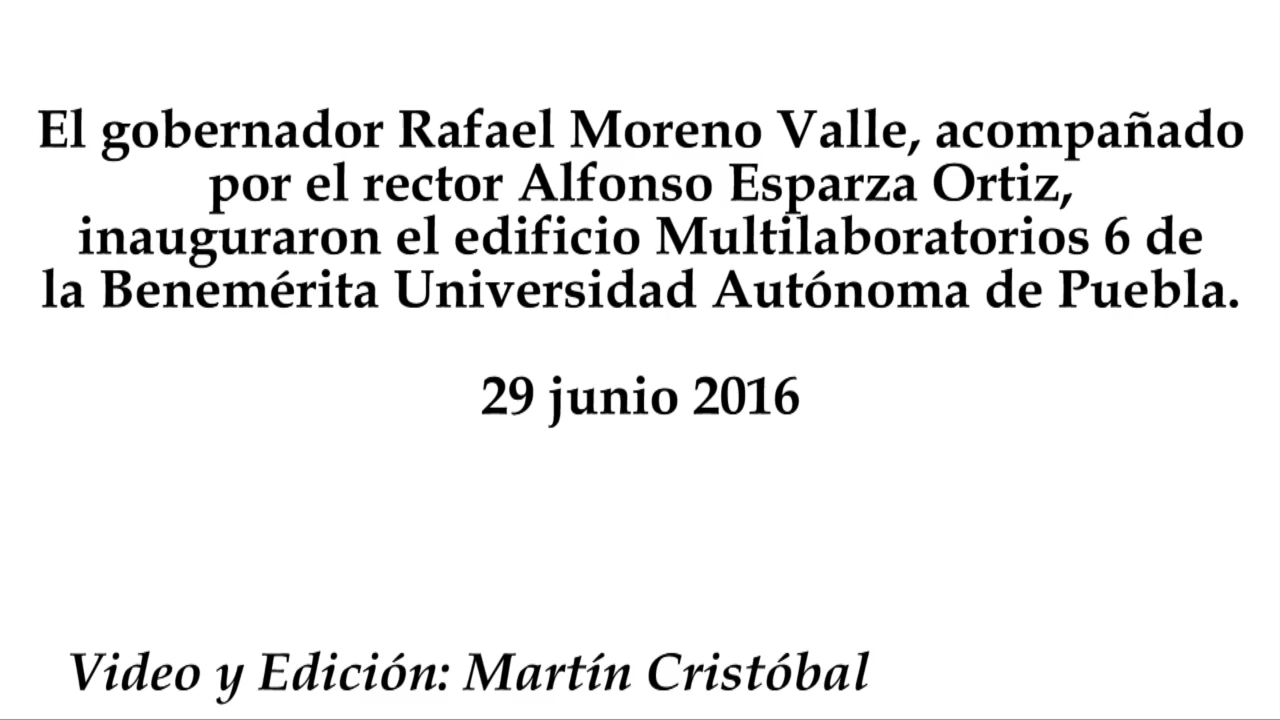 El gobernador Rafael Moreno Valle, acompañado
por el rector Alfonso Esparza Ortiz,
inauguraron el edificio Multilaboratorios 6 de
la Benemérita Universidad Autónoma de Puebla.
29 junio 2016
Video y Edición: Martín Cristóbal